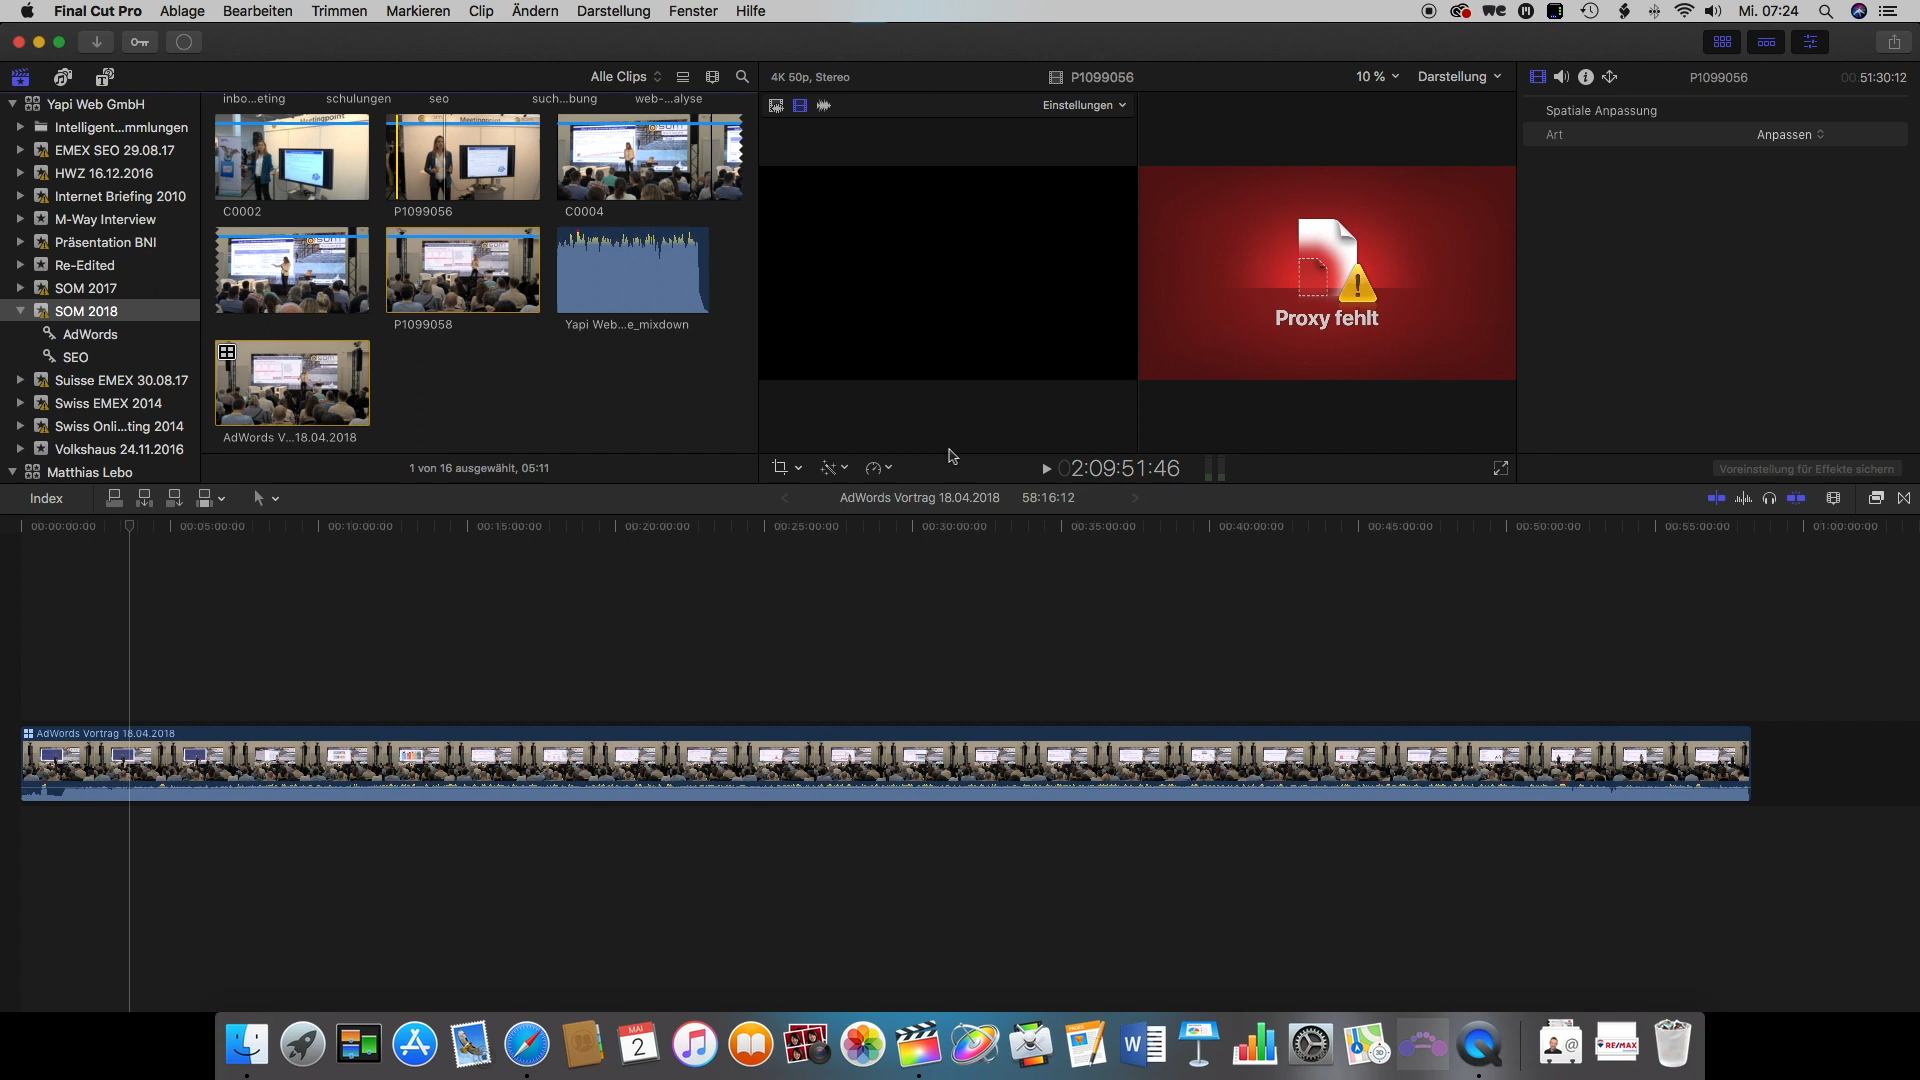 Final Cut Pro Ablage Bearbeiten Trimmen Markieren Clip Ändern Darstellung Fenster Hilfe Mi. 07:24
Alle Clips 4K 50p, Stereo P1099056 10 % Darstellung P1099056 00:51:30:12
Yapi Web GmbH
Intelligent...mmlungen
EMEX SEO 29.08.17
HWZ 16.12.2016
Internet Briefing 2010
M-Way Interview
Präsentation BNI
Re-Edited
SOM 2017
SOM 2018
AdWords
SEO
Suisse EMEX 30.08.17
Swiss EMEX 2014
Swiss Onli...ting 2014
Volkshaus 24.11.2016
Matthias Lebo
inbo...eting schulungen seo such...bung web-...alyse
C0002 P1099056 C0004
P1099058 Yapi Web...e_mixdown
AdWords V...18.04.2018
1 von 16 ausgewählt, 05:11
Einstellungen
Proxy fehlt
02:09:51:46
Spatiale Anpassung
Art Anpassen
Voreinstellung für Effekte sichern
Index AdWords Vortrag 18.04.2018 58:16:12
00:00:00:00 00:05:00:00 00:10:00:00 00:15:00:00 00:20:00:00 00:25:00:00 00:30:00:00 00:35:00:00 00:40:00:00 00:45:00:00 00:50:00:00 00:55:00:00 01:00:00:00
AdWords Vortrag 18.04.2018
MAI
2
PAGES
W
3D
@
RE/MAX